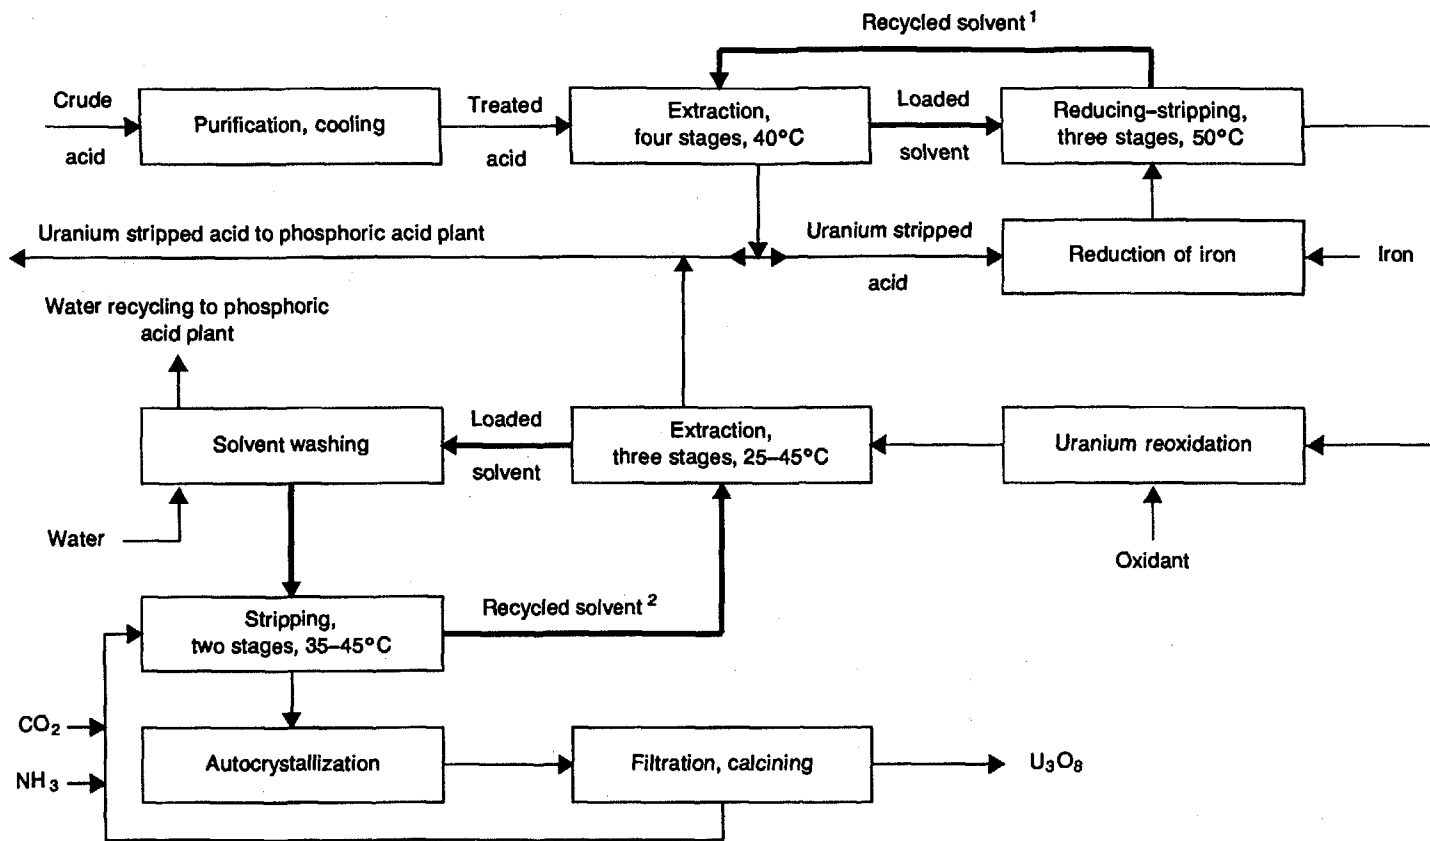 Recycled solvent 1
Crude
acid
Purification, cooling
Treated
acid
Extraction,
four stages, 40°C
Loaded
solvent
Reducing–stripping,
three stages, 50°C
Uranium stripped acid to phosphoric acid plant
Uranium stripped
acid
Reduction of iron
Iron
Water recycling to phosphoric
acid plant
Solvent washing
Loaded
solvent
Extraction,
three stages, 25–45°C
Uranium reoxidation
Water
Oxidant
Stripping,
two stages, 35–45°C
Recycled solvent 2
CO2
NH3
Autocrystallization
Filtration, calcining
U3O8